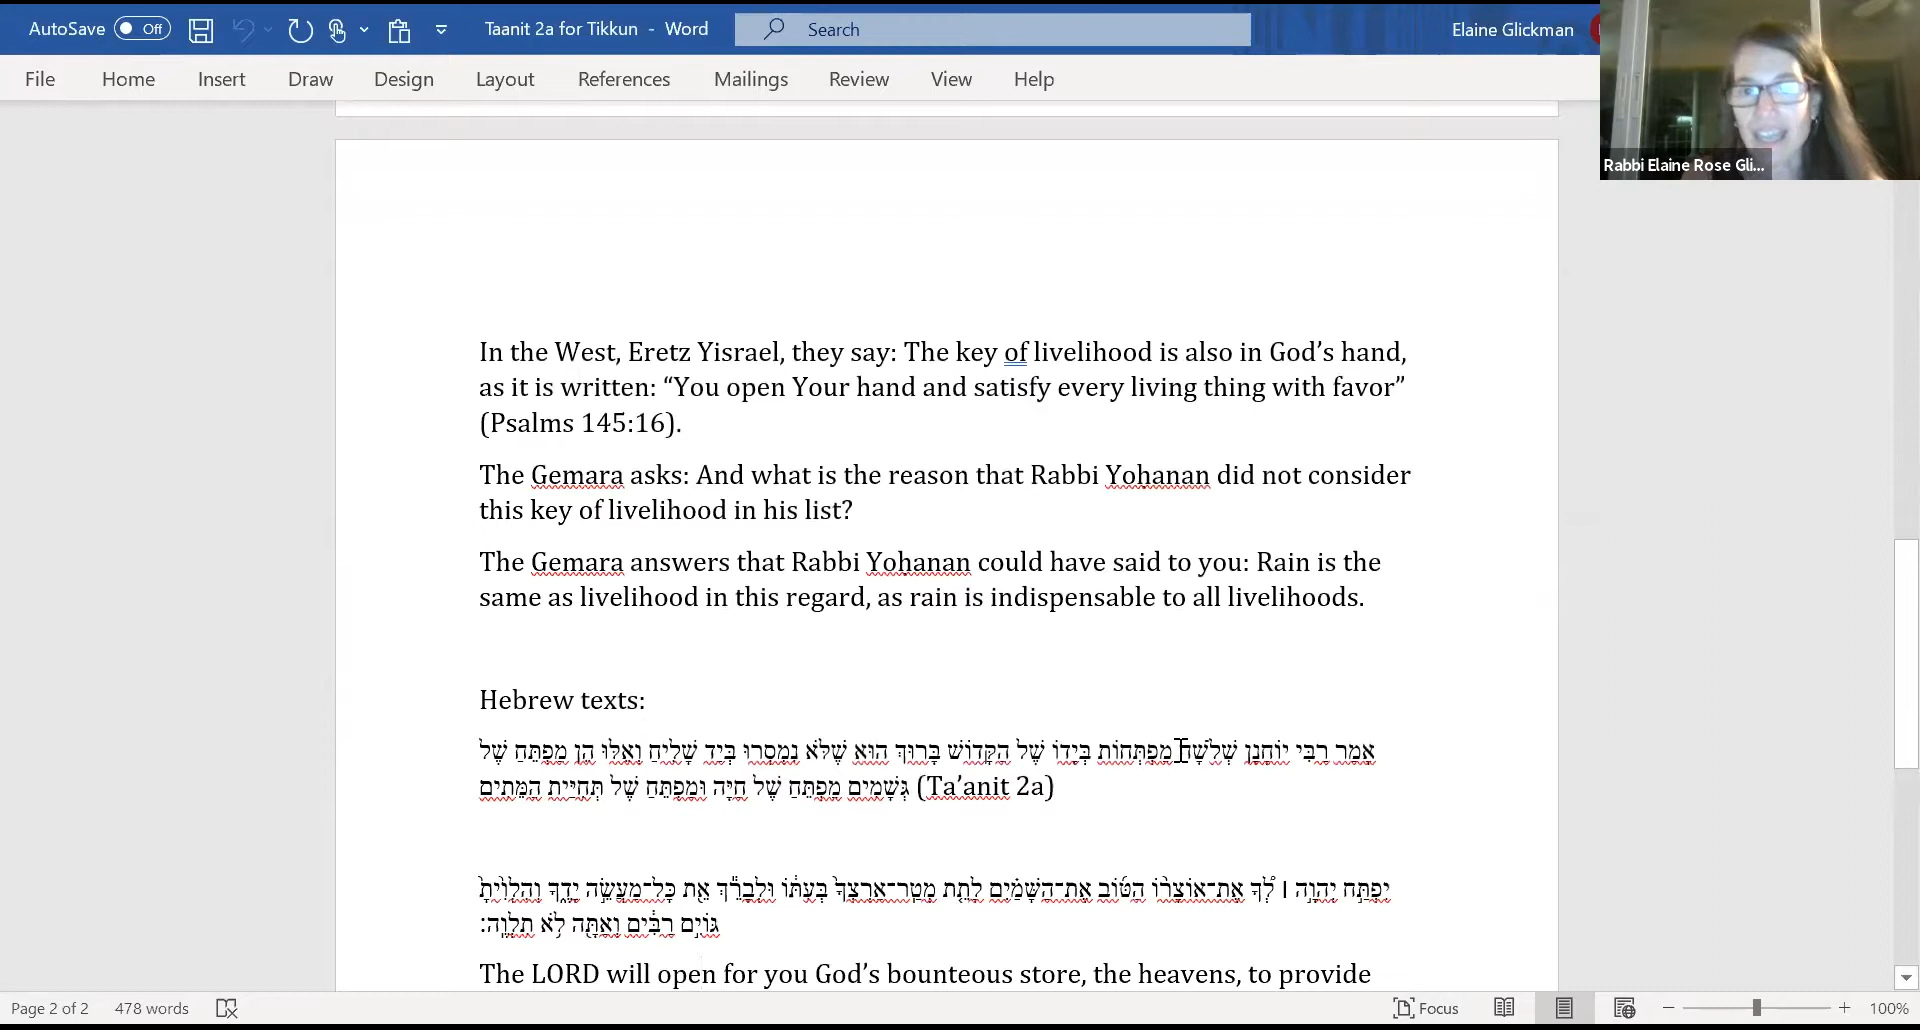 AutoSave Off Taanit 2a for Tikkun - Word Search Elaine Glickman
File Home Insert Draw Design Layout References Mailings Review View Help
Rabbi Elaine Rose Gli...
In the West, Eretz Yisrael, they say: The key of livelihood is also in God’s hand,
as it is written: “You open Your hand and satisfy every living thing with favor”
(Psalms 145:16).
The Gemara asks: And what is the reason that Rabbi Yoḥanan did not consider
this key of livelihood in his list?
The Gemara answers that Rabbi Yoḥanan could have said to you: Rain is the
same as livelihood in this regard, as rain is indispensable to all livelihoods.
Hebrew texts:
אָמַר רַבִּי יוֹחָנָן שְׁלֹשָׁה מַפְתְּחוֹת בְּיָדוֹ שֶׁל הַקָּדוֹשׁ בָּרוּךְ הוּא שֶׁלֹּא נִמְסְרוּ בְּיַד שָׁלִיחַ וְאֵלּוּ הֵן מַפְתֵּחַ שֶׁל
גְּשָׁמִים מַפְתֵּחַ שֶׁל חַיָּה וּמַפְתֵּחַ שֶׁל תְּחִיַּית הַמֵּתִים (Ta’anit 2a)
יִפְתַּ֣ח יְהוָ֣ה ׀ לְ֠ךָ אֶת־אוֹצָר֨וֹ הַטּ֜וֹב אֶת־הַשָּׁמַ֗יִם לָתֵ֤ת מְטַֽר־אַרְצְךָ֙ בְּעִתּ֔וֹ וּלְבָרֵ֕ךְ אֵ֖ת כָּל־מַעֲשֵׂ֣ה יָדֶ֑ךָ וְהִלְוִ֙יתָ֙
גּוֹיִ֣ם רַבִּ֔ים וְאַתָּ֖ה לֹ֥א תִלְוֶֽה׃
The LORD will open for you God’s bounteous store, the heavens, to provide
Page 2 of 2 478 words Focus 100%